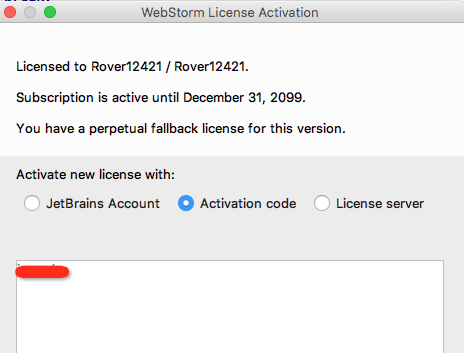 WebStorm License Activation
Licensed to Rover12421 / Rover12421.
Subscription is active until December 31, 2099.
You have a perpetual fallback license for this version.
Activate new license with:
JetBrains Account Activation code License server